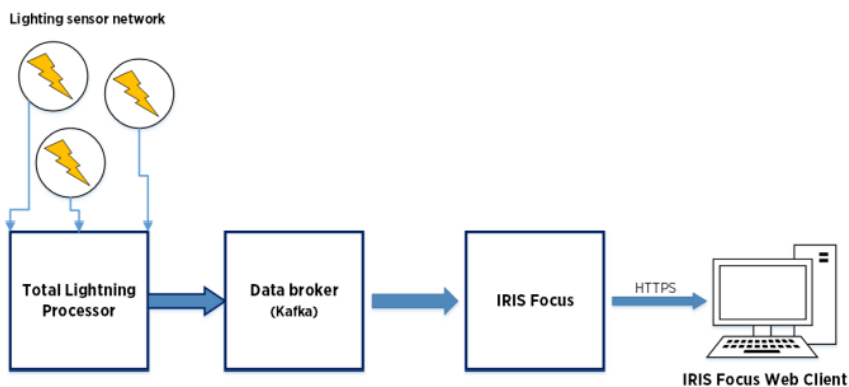 Lighting sensor network
Total Lightning
Processor
Data broker
(Kafka)
IRIS Focus
HTTPS
IRIS Focus Web Client